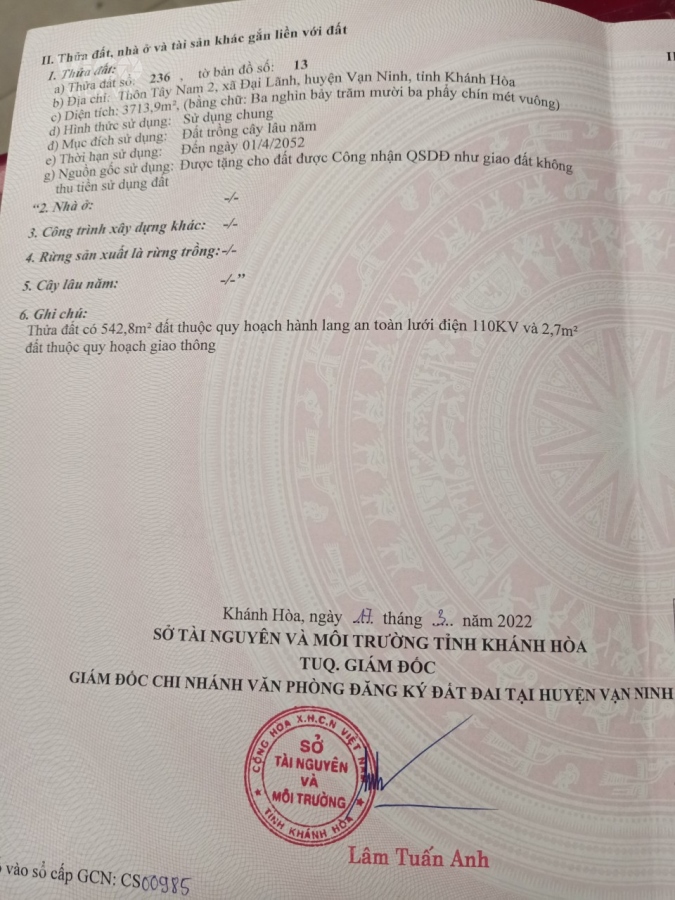 II. Thửa đất, nhà ở và tài sản khác gắn liền với đất
1. Thửa đất:
a) Thửa đất số: 236 , tờ bản đồ số: 13
b) Địa chỉ: Thôn Tây Nam 2, xã Đại Lãnh, huyện Vạn Ninh, tỉnh Khánh Hòa
c) Diện tích: 3713,9m², (bằng chữ: Ba nghìn bảy trăm mười ba phẩy chín mét vuông)
d) Hình thức sử dụng: Sử dụng chung
đ) Mục đích sử dụng: Đất trồng cây lâu năm
e) Thời hạn sử dụng: Đến ngày 01/4/2052
g) Nguồn gốc sử dụng: Được tặng cho đất được Công nhận QSDĐ như giao đất không
thu tiền sử dụng đất
“2. Nhà ở: -/-
3. Công trình xây dựng khác: -/-
4. Rừng sản xuất là rừng trồng:-/-
5. Cây lâu năm: -/-”
6. Ghi chú:
Thửa đất có 542,8m² đất thuộc quy hoạch hành lang an toàn lưới điện 110KV và 2,7m²
đất thuộc quy hoạch giao thông
Khánh Hòa, ngày 17 tháng 3 năm 2022
SỞ TÀI NGUYÊN VÀ MÔI TRƯỜNG TỈNH KHÁNH HÒA
TUQ. GIÁM ĐỐC
GIÁM ĐỐC CHI NHÁNH VĂN PHÒNG ĐĂNG KÝ ĐẤT ĐAI TẠI HUYỆN VẠN NINH
CỘNG HÒA X.H.C.N VIỆT NAM
SỞ
TÀI NGUYÊN
VÀ
MÔI TRƯỜNG
TỈNH KHÁNH HÒA
Lâm Tuấn Anh
vào sổ cấp GCN: CS00985